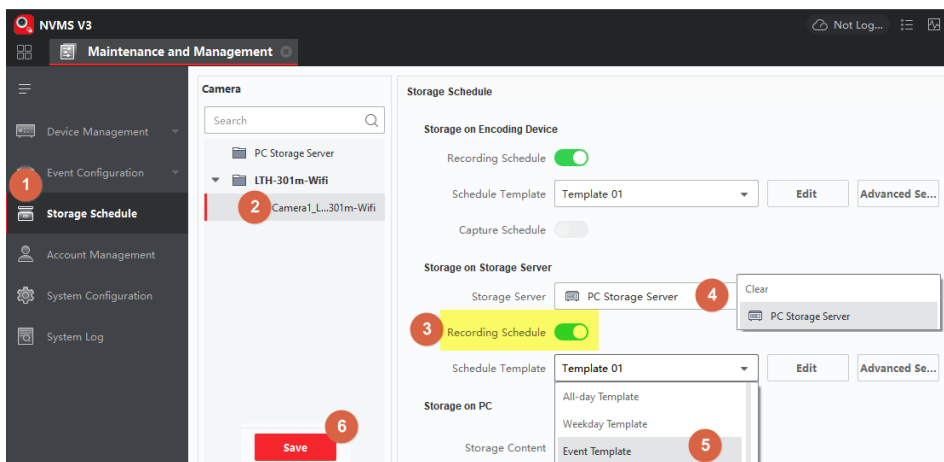 NVMS V3
Not Log...
Maintenance and Management
Device Management
Event Configuration
1
Storage Schedule
Account Management
System Configuration
System Log
Camera
Search
PC Storage Server
LTH-301m-Wifi
2 Camera1_L...301m-Wifi
6
Save
Storage Schedule
Storage on Encoding Device
Recording Schedule
Schedule Template Template 01 Edit Advanced Se...
Capture Schedule
Storage on Storage Server
Storage Server PC Storage Server 4
Clear
PC Storage Server
3 Recording Schedule
Schedule Template Template 01 Edit Advanced Se...
All-day Template
Storage on PC
Weekday Template
Storage Content Event Template 5